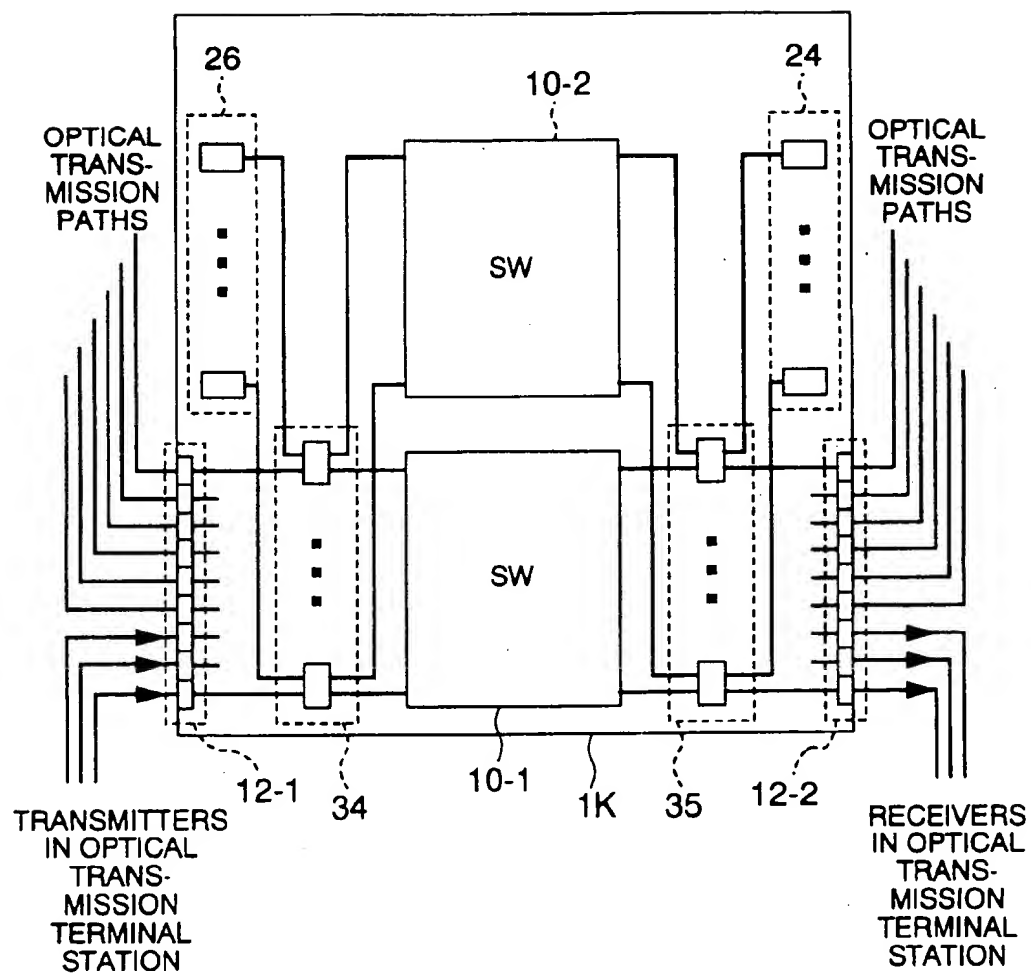 26
10-2
24
OPTICAL
TRANS-
MISSION
PATHS
OPTICAL
TRANS-
MISSION
PATHS
SW
SW
12-1
34
10-1
1K
35
12-2
TRANSMITTERS
IN OPTICAL
TRANS-
MISSION
TERMINAL
STATION
RECEIVERS
IN OPTICAL
TRANS-
MISSION
TERMINAL
STATION